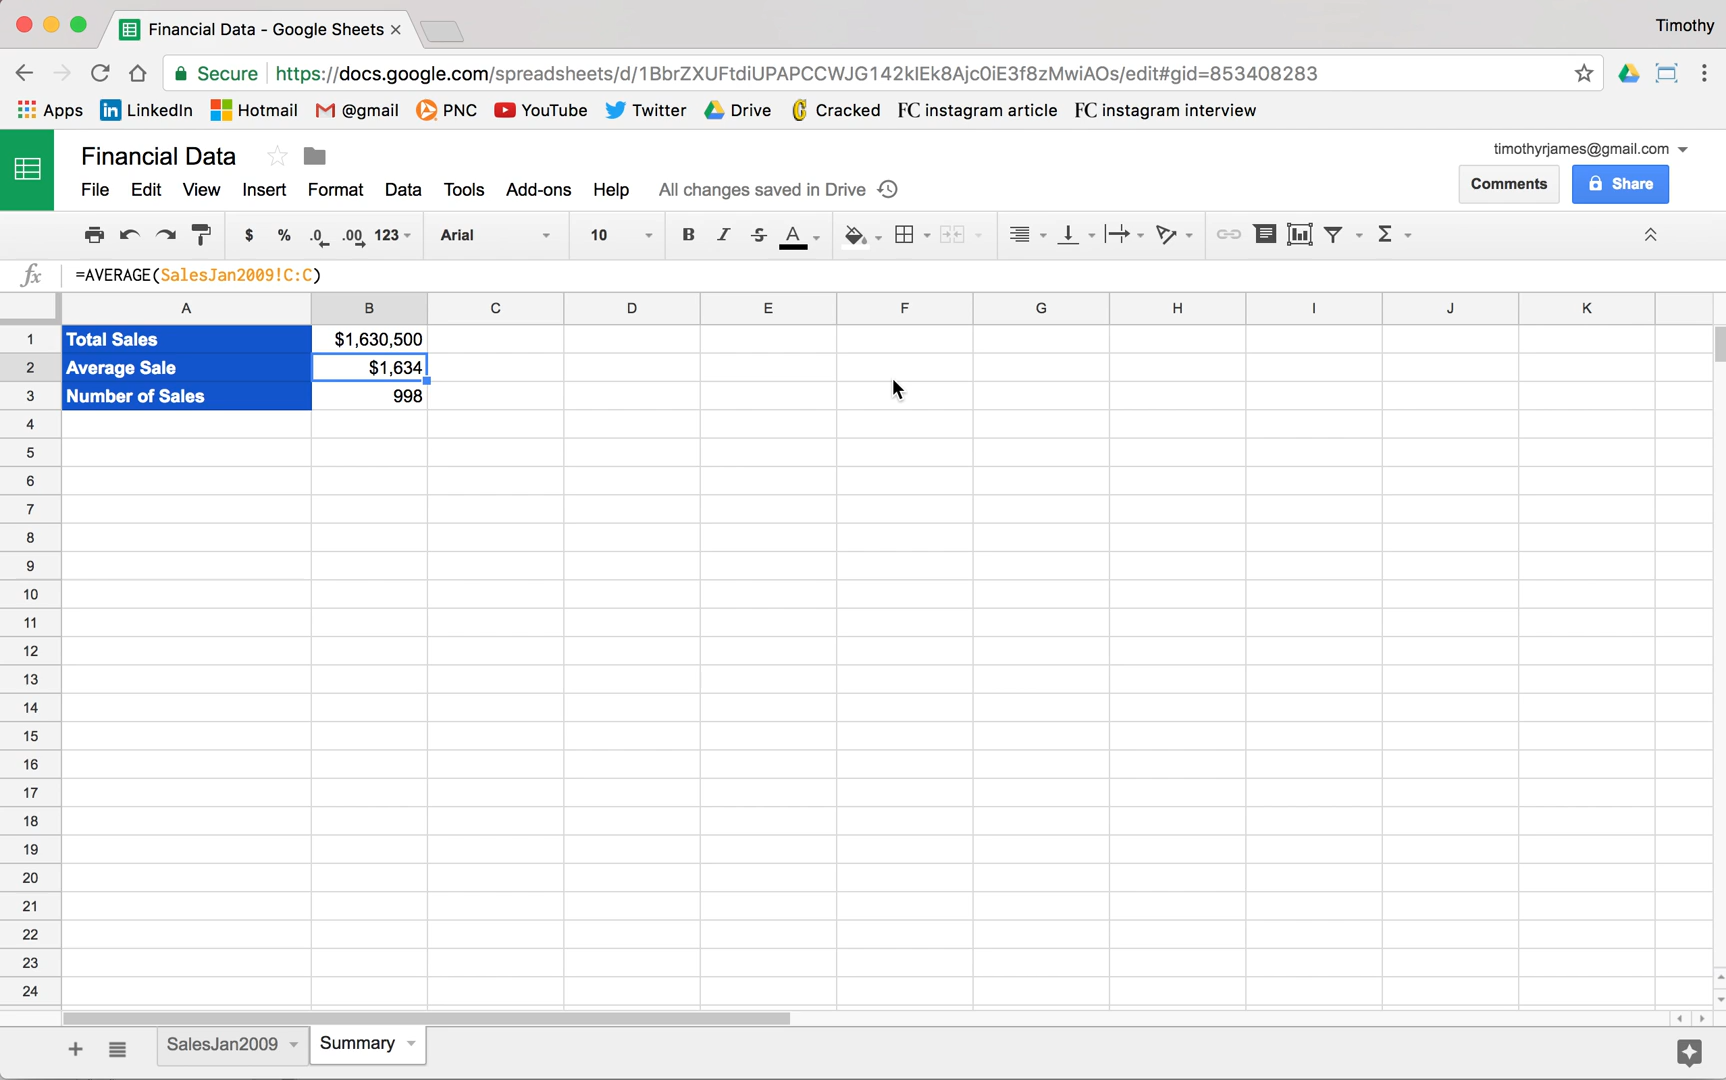 Financial Data - Google Sheets
Timothy
Secure https://docs.google.com/spreadsheets/d/1BbrZXUFtdiUPAPCCWJG142kIEk8Ajc0iE3f8zMwiAOs/edit#gid=853408283
Apps LinkedIn Hotmail @gmail PNC YouTube Twitter Drive Cracked FC instagram article FC instagram interview
Financial Data
timothyrjames@gmail.com
File Edit View Insert Format Data Tools Add-ons Help All changes saved in Drive
Comments Share
$ % .0 .00 123 Arial 10 B I S A Σ
fx =AVERAGE(SalesJan2009!C:C)
A B C D E F G H I J K
1 Total Sales $1,630,500
2 Average Sale $1,634
3 Number of Sales 998
4
5
6
7
8
9
10
11
12
13
14
15
16
17
18
19
20
21
22
23
24
+ SalesJan2009 Summary